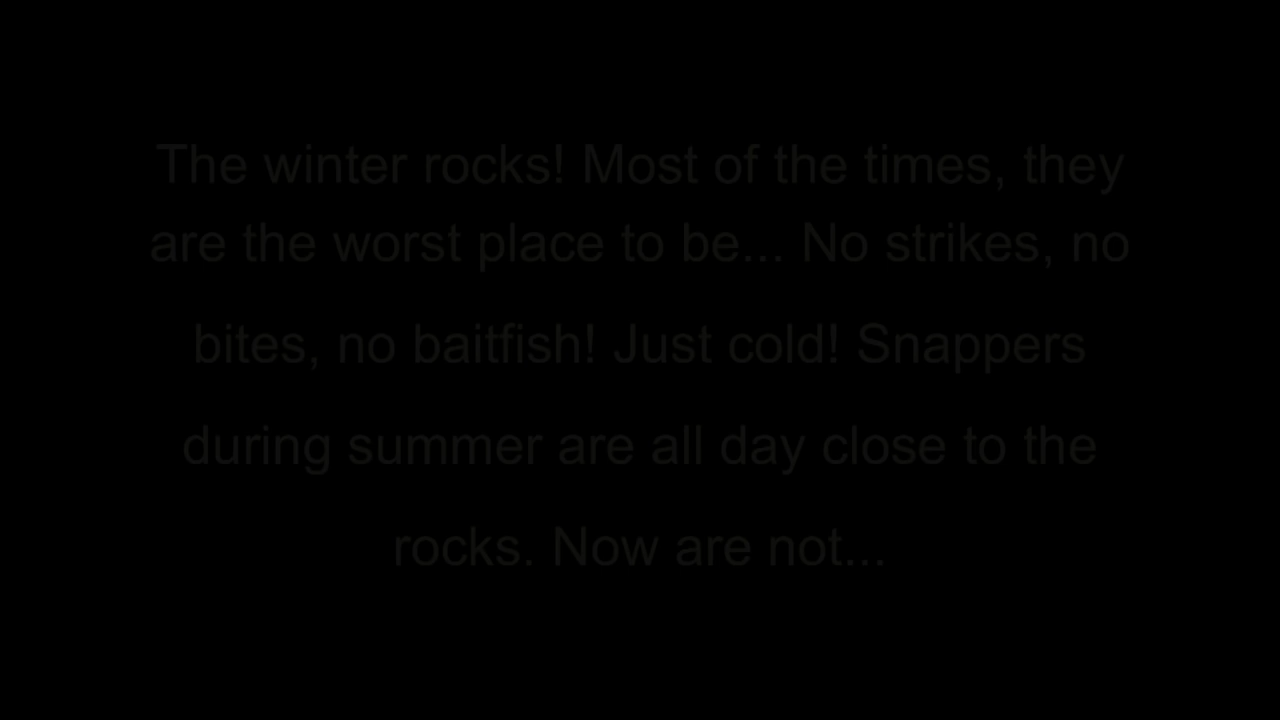 The winter rocks! Most of the times, they
are the worst place to be... No strikes, no
bites, no baitfish! Just cold! Snappers
during summer are all day close to the
rocks. Now are not...